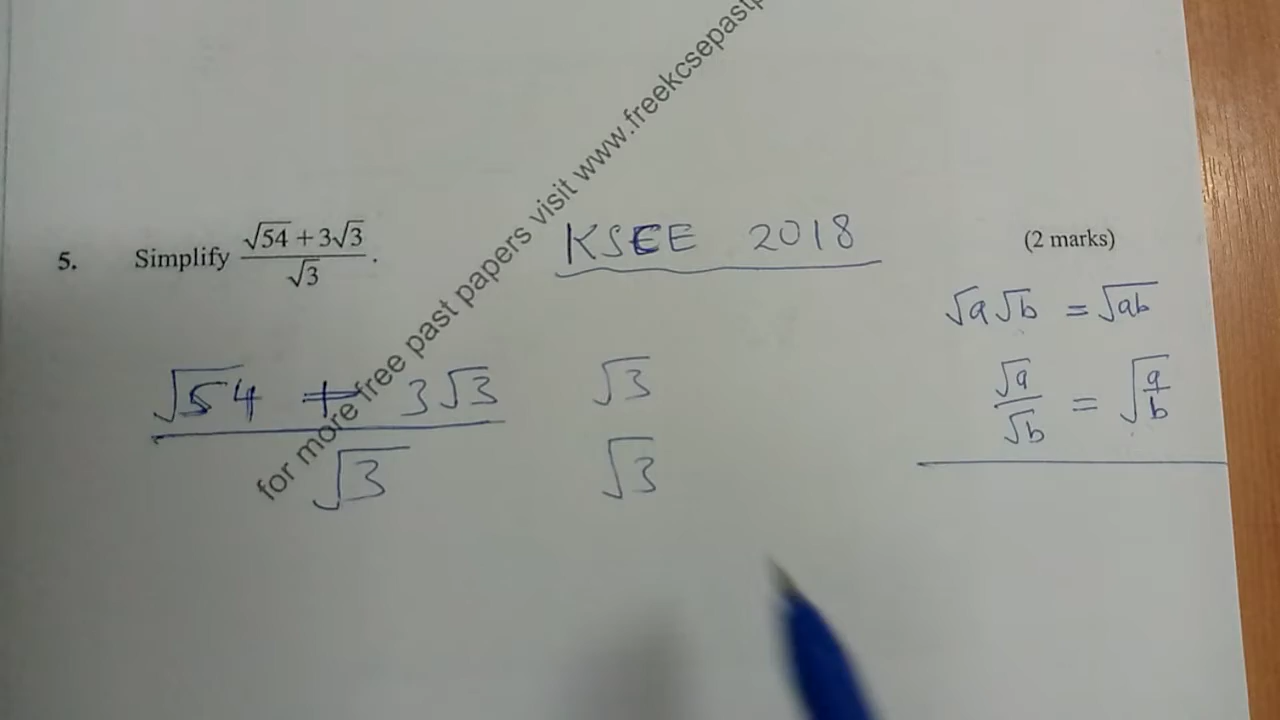 5. Simplify (√54 + 3√3)/√3 . (2 marks)
KSEE 2018
√a √b = √ab
√a/√b = √(a/b)
(√54 + 3√3)/√3
√3
√3
for more free past papers visit www.freekcsepastp